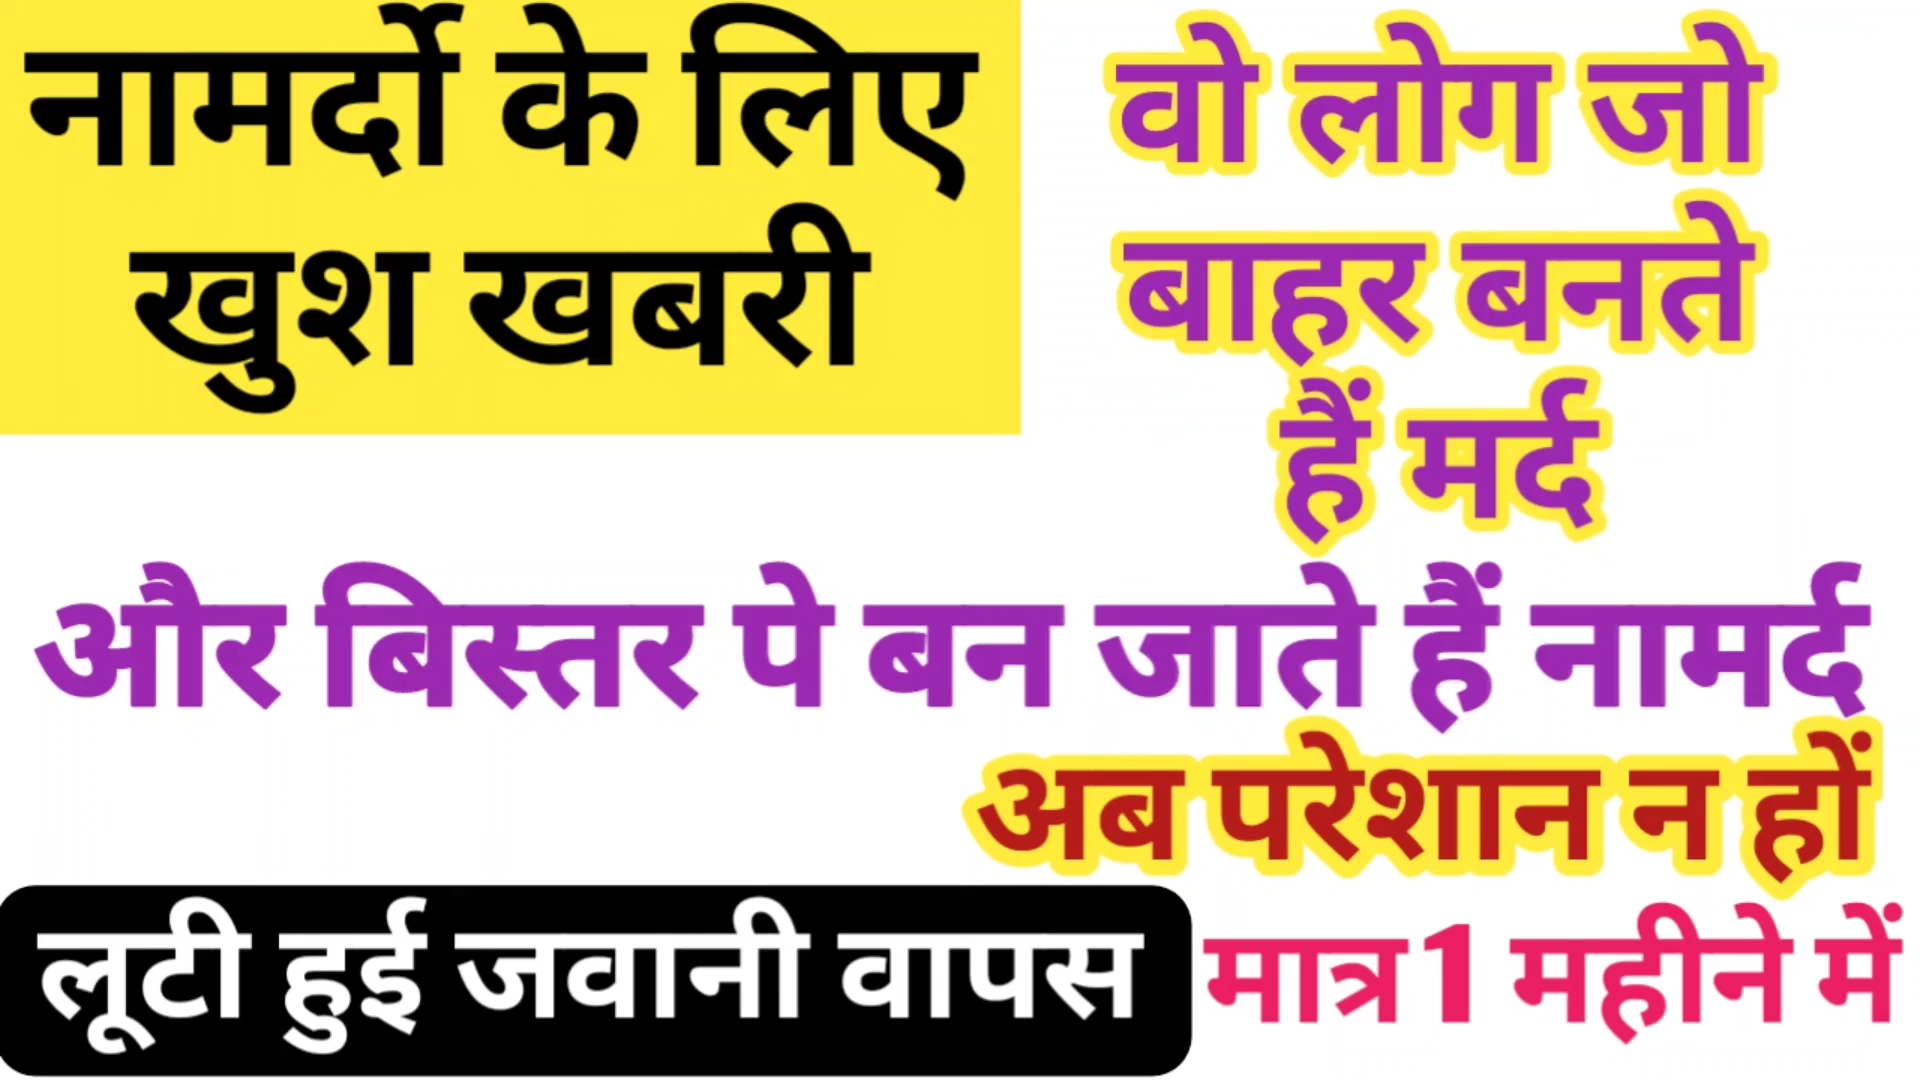 नामर्दो के लिए
खुश खबरी
वो लोग जो
बाहर बनते
हैं मर्द
और बिस्तर पे बन जाते हैं नामर्द
अब परेशान न हों
लूटी हुई जवानी वापस
मात्र 1 महीने में